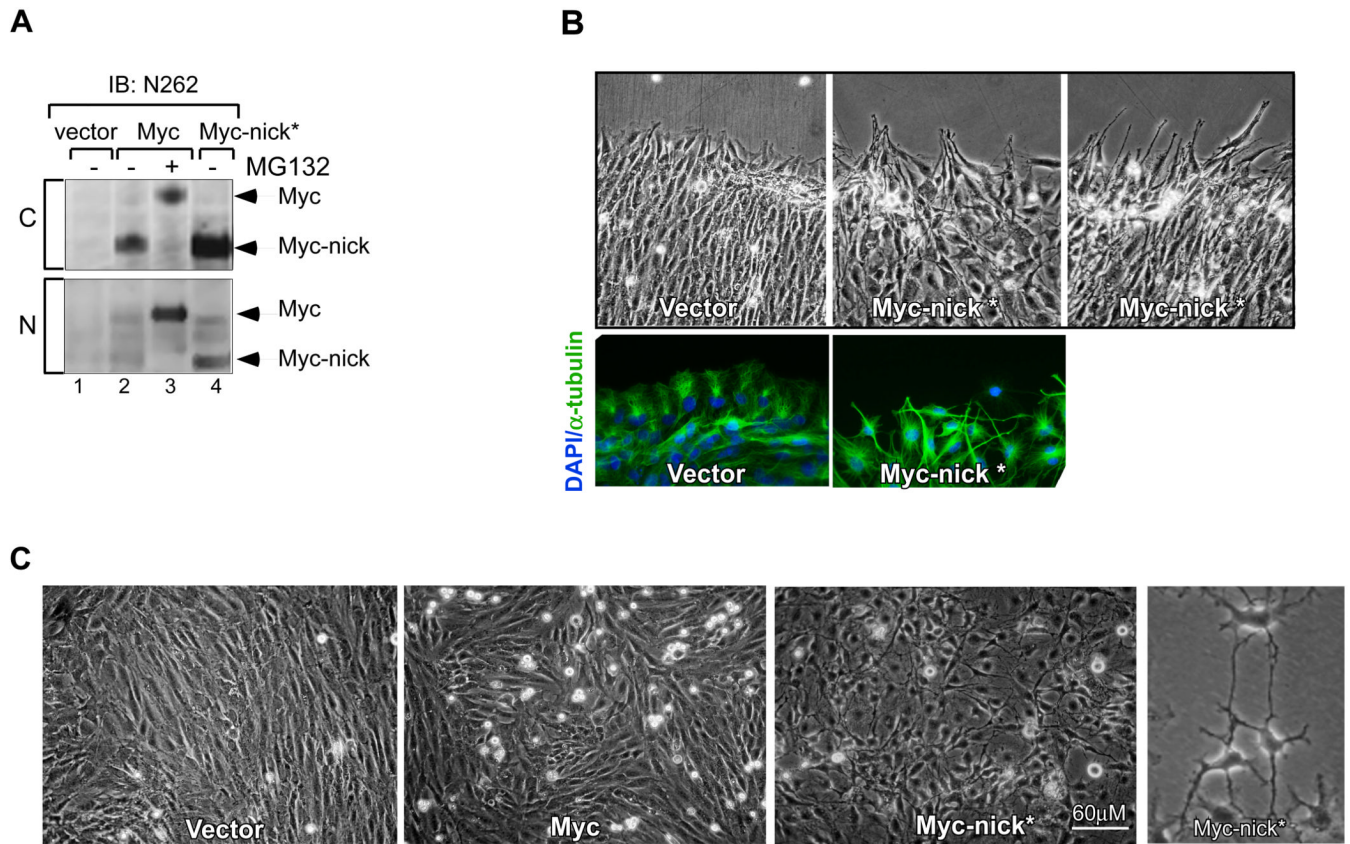 A
IB: N262
vector Myc Myc-nick*
- - + - MG132
C
Myc
Myc-nick
N
Myc
Myc-nick
1 2 3 4
B
Vector
Myc-nick *
Myc-nick *
DAPI/α-tubulin
Vector
Myc-nick *
C
Vector
Myc
Myc-nick*
60μM
Myc-nick*